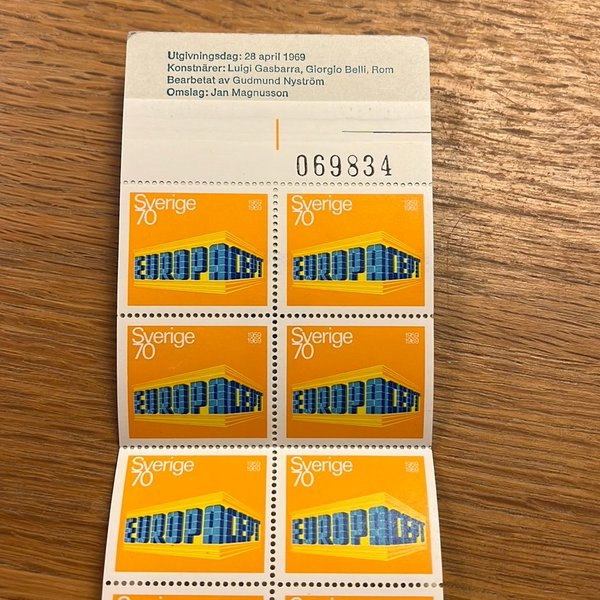 Utgivningsdag: 28 april 1969
Konstnärer: Luigi Gasbarra, Giorgio Belli, Rom
Bearbetat av Gudmund Nyström
Omslag: Jan Magnusson
069834
Sverige
70
1959
1969
EUROPA CEPT
Sverige
70
1959
1969
EUROPA CEPT
Sverige
70
1959
1969
EUROPA CEPT
Sverige
70
1959
1969
EUROPA CEPT
Sverige
70
1959
1969
EUROPA CEPT
Sverige
70
1959
1969
EUROPA CEPT
Sverige
Sverige